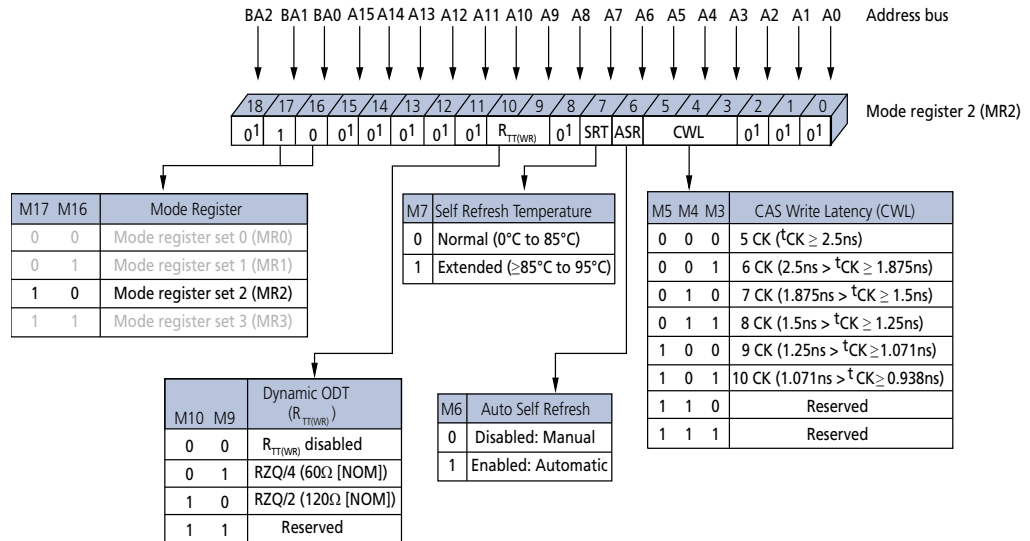 BA2 BA1 BA0 A15 A14 A13 A12 A11 A10 A9 A8 A7 A6 A5 A4 A3 A2 A1 A0 Address bus
18 17 16 15 14 13 12 11 10 9 8 7 6 5 4 3 2 1 0
Mode register 2 (MR2)
0¹ 1 0 0¹ 0¹ 0¹ 0¹ 0¹ R_TT(WR) 0¹ SRT ASR CWL 0¹ 0¹ 0¹
M17 M16 Mode Register
0 0 Mode register set 0 (MR0)
0 1 Mode register set 1 (MR1)
1 0 Mode register set 2 (MR2)
1 1 Mode register set 3 (MR3)
M7 Self Refresh Temperature
0 Normal (0°C to 85°C)
1 Extended (≥85°C to 95°C)
M5 M4 M3 CAS Write Latency (CWL)
0 0 0 5 CK (ᵗCK ≥ 2.5ns)
0 0 1 6 CK (2.5ns > ᵗCK ≥ 1.875ns)
0 1 0 7 CK (1.875ns > ᵗCK ≥ 1.5ns)
0 1 1 8 CK (1.5ns > ᵗCK ≥ 1.25ns)
1 0 0 9 CK (1.25ns > ᵗCK ≥1.071ns)
1 0 1 10 CK (1.071ns > ᵗCK≥ 0.938ns)
1 1 0 Reserved
1 1 1 Reserved
M10 M9 Dynamic ODT
(R_TT(WR))
0 0 R_TT(WR) disabled
0 1 RZQ/4 (60Ω [NOM])
1 0 RZQ/2 (120Ω [NOM])
1 1 Reserved
M6 Auto Self Refresh
0 Disabled: Manual
1 Enabled: Automatic